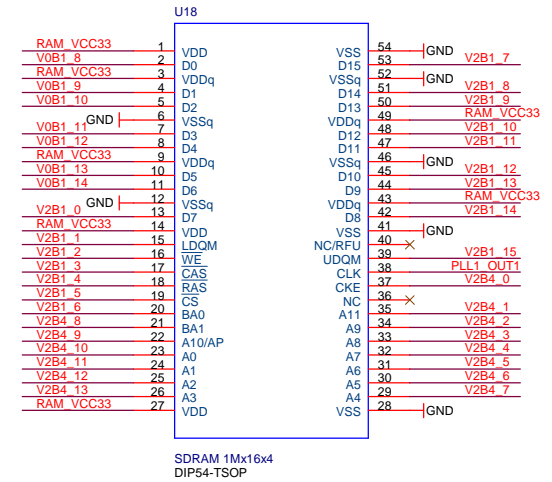 U18
RAM_VCC33 1 VDD VSS 54 GND
V0B1_8 2 D0 D15 53 V2B1_7
RAM_VCC33 3 VDDq VSSq 52 GND
V0B1_9 4 D1 D14 51 V2B1_8
V0B1_10 5 D2 D13 50 V2B1_9
GND 6 VSSq VDDq 49 RAM_VCC33
V0B1_11 7 D3 D12 48 V2B1_10
V0B1_12 8 D4 D11 47 V2B1_11
RAM_VCC33 9 VDDq VSSq 46 GND
V0B1_13 10 D5 D10 45 V2B1_12
V0B1_14 11 D6 D9 44 V2B1_13
GND 12 VSSq VDDq 43 RAM_VCC33
V2B1_0 13 D7 D8 42 V2B1_14
RAM_VCC33 14 VDD VSS 41 GND
V2B1_1 15 LDQM NC/RFU 40
V2B1_2 16 WE UDQM 39 V2B1_15
V2B1_3 17 CAS CLK 38 PLL1_OUT1
V2B1_4 18 RAS CKE 37 V2B4_0
V2B1_5 19 CS NC 36
V2B1_6 20 BA0 A11 35 V2B4_1
V2B4_8 21 BA1 A9 34 V2B4_2
V2B4_9 22 A10/AP A8 33 V2B4_3
V2B4_10 23 A0 A7 32 V2B4_4
V2B4_11 24 A1 A6 31 V2B4_5
V2B4_12 25 A2 A5 30 V2B4_6
V2B4_13 26 A3 A4 29 V2B4_7
RAM_VCC33 27 VDD VSS 28 GND
SDRAM 1Mx16x4
DIP54-TSOP